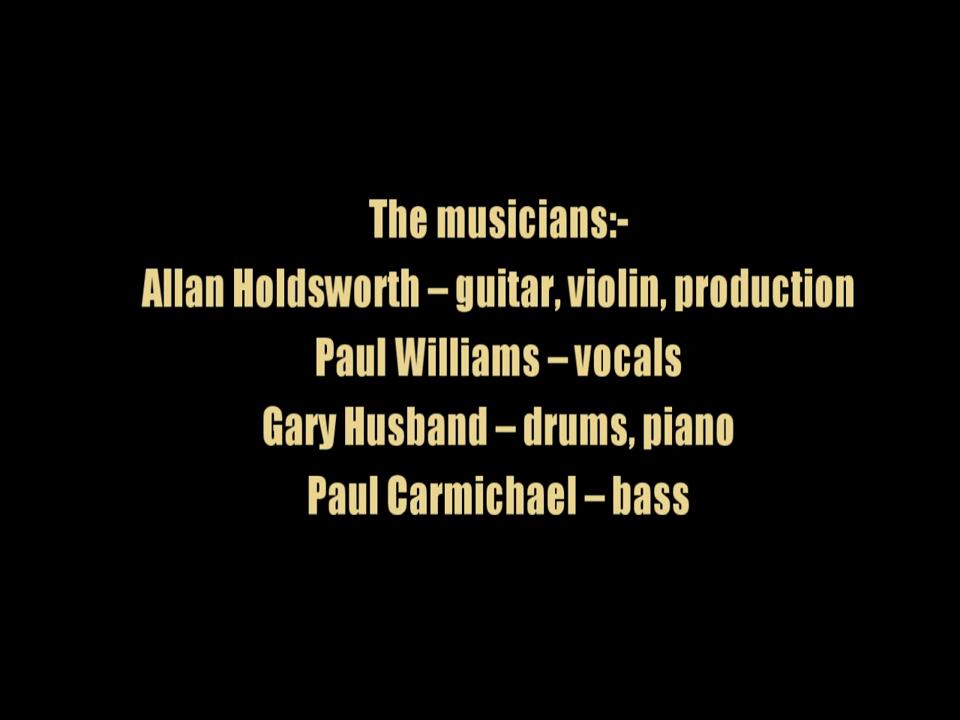 The musicians:-
Allan Holdsworth – guitar, violin, production
Paul Williams – vocals
Gary Husband – drums, piano
Paul Carmichael – bass